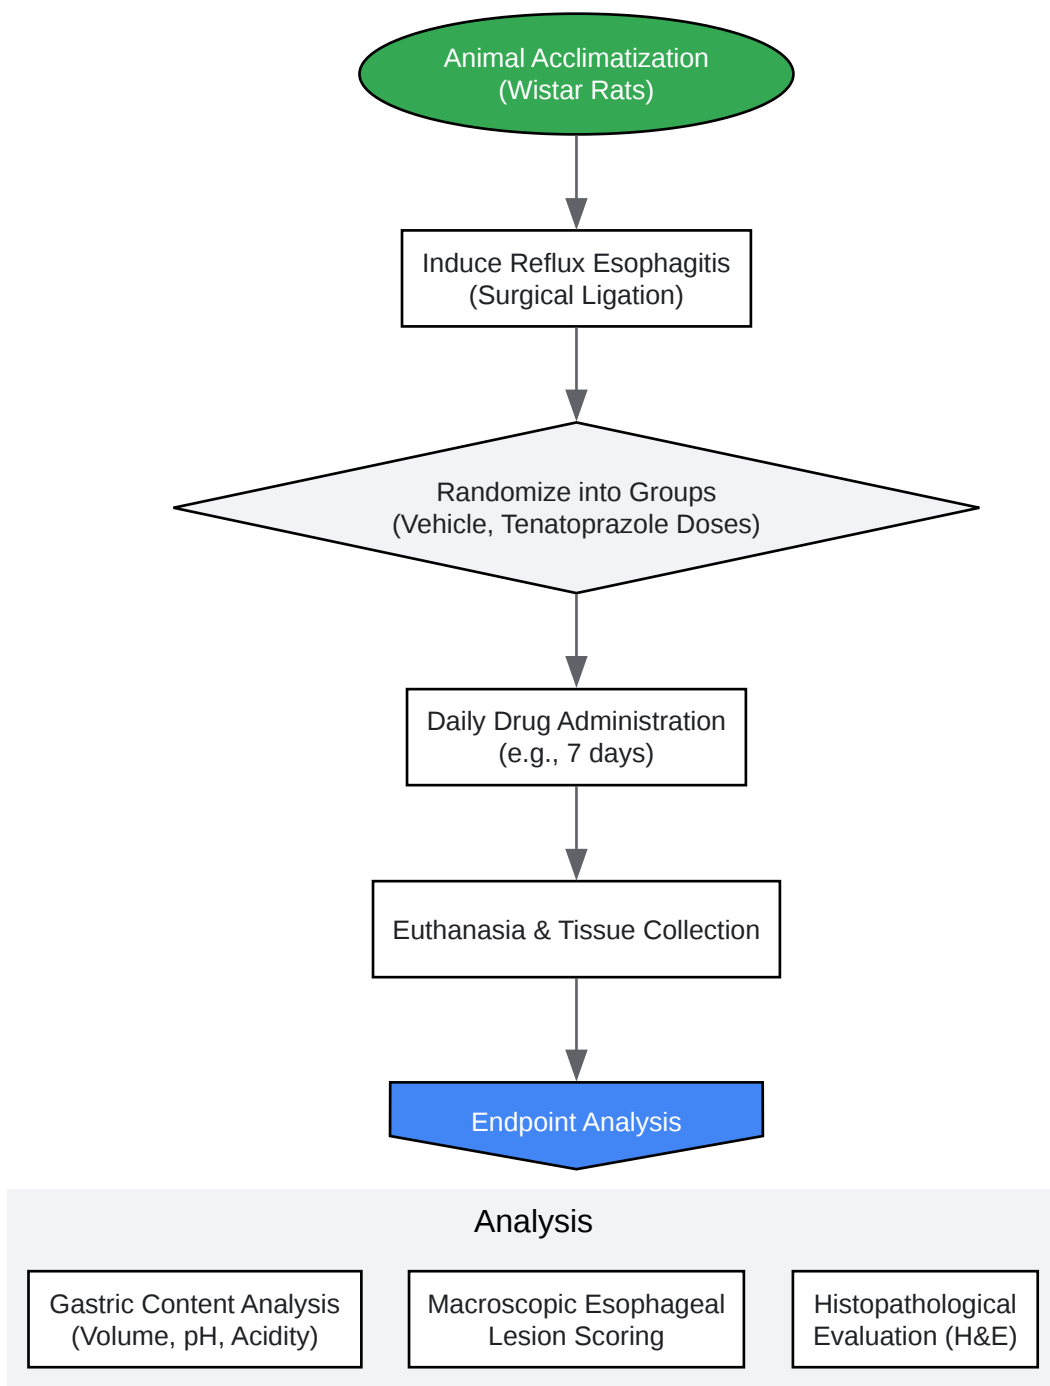 Animal Acclimatization
(Wistar Rats)
Induce Reflux Esophagitis
(Surgical Ligation)
Randomize into Groups
(Vehicle, Tenatoprazole Doses)
Daily Drug Administration
(e.g., 7 days)
Euthanasia & Tissue Collection
Endpoint Analysis
Analysis
Gastric Content Analysis
(Volume, pH, Acidity)
Macroscopic Esophageal
Lesion Scoring
Histopathological
Evaluation (H&E)